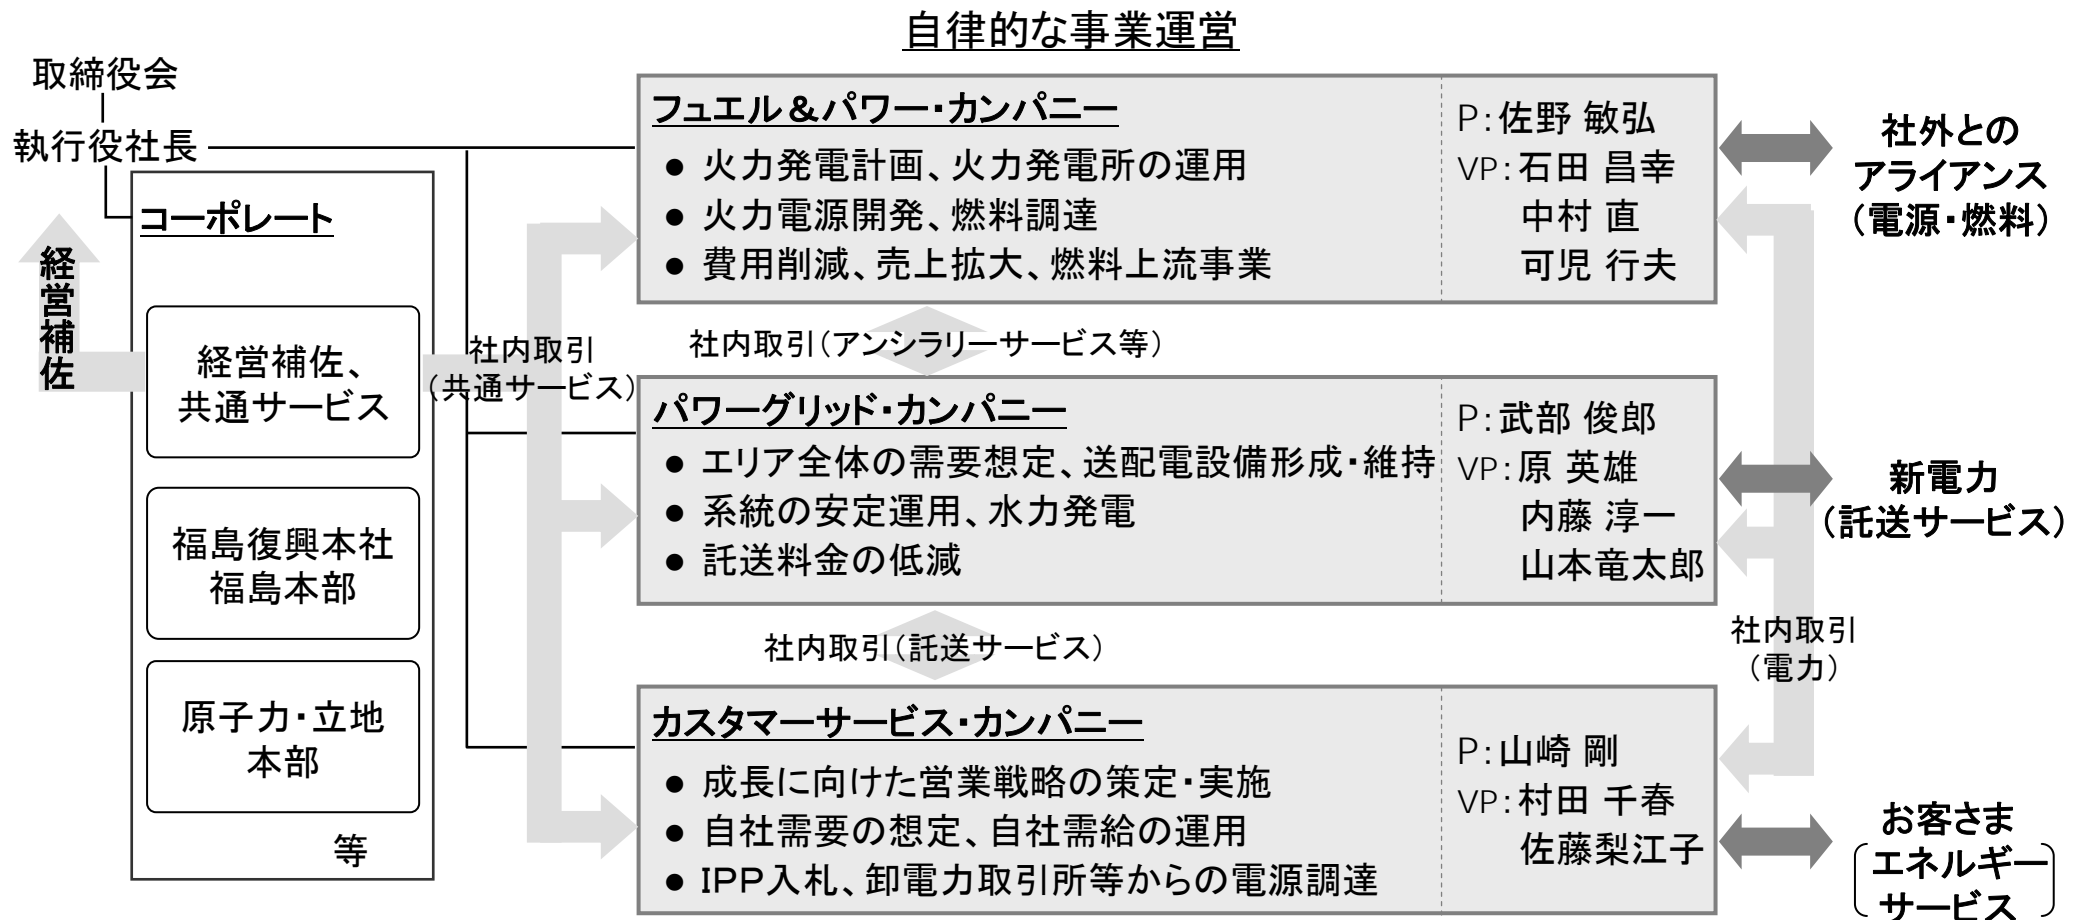 自律的な事業運営
取締役会
執行役社長
コーポレート
経営補佐
経営補佐、
共通サービス
福島復興本社
福島本部
原子力・立地
本部
等
社内取引
（共通サービス）
フュエル＆パワー・カンパニー
● 火力発電計画、火力発電所の運用
● 火力電源開発、燃料調達
● 費用削減、売上拡大、燃料上流事業
P：佐野 敏弘
VP：石田 昌幸
中村 直
可児 行夫
社外との
アライアンス
（電源・燃料）
社内取引（アンシラリーサービス等）
パワーグリッド・カンパニー
● エリア全体の需要想定、送配電設備形成・維持
● 系統の安定運用、水力発電
● 託送料金の低減
P：武部 俊郎
VP：原 英雄
内藤 淳一
山本竜太郎
新電力
（託送サービス）
社内取引（託送サービス）
社内取引
（電力）
カスタマーサービス・カンパニー
● 成長に向けた営業戦略の策定・実施
● 自社需要の想定、自社需給の運用
● IPP入札、卸電力取引所等からの電源調達
P：山崎 剛
VP：村田 千春
佐藤梨江子
お客さま
エネルギー
サービス